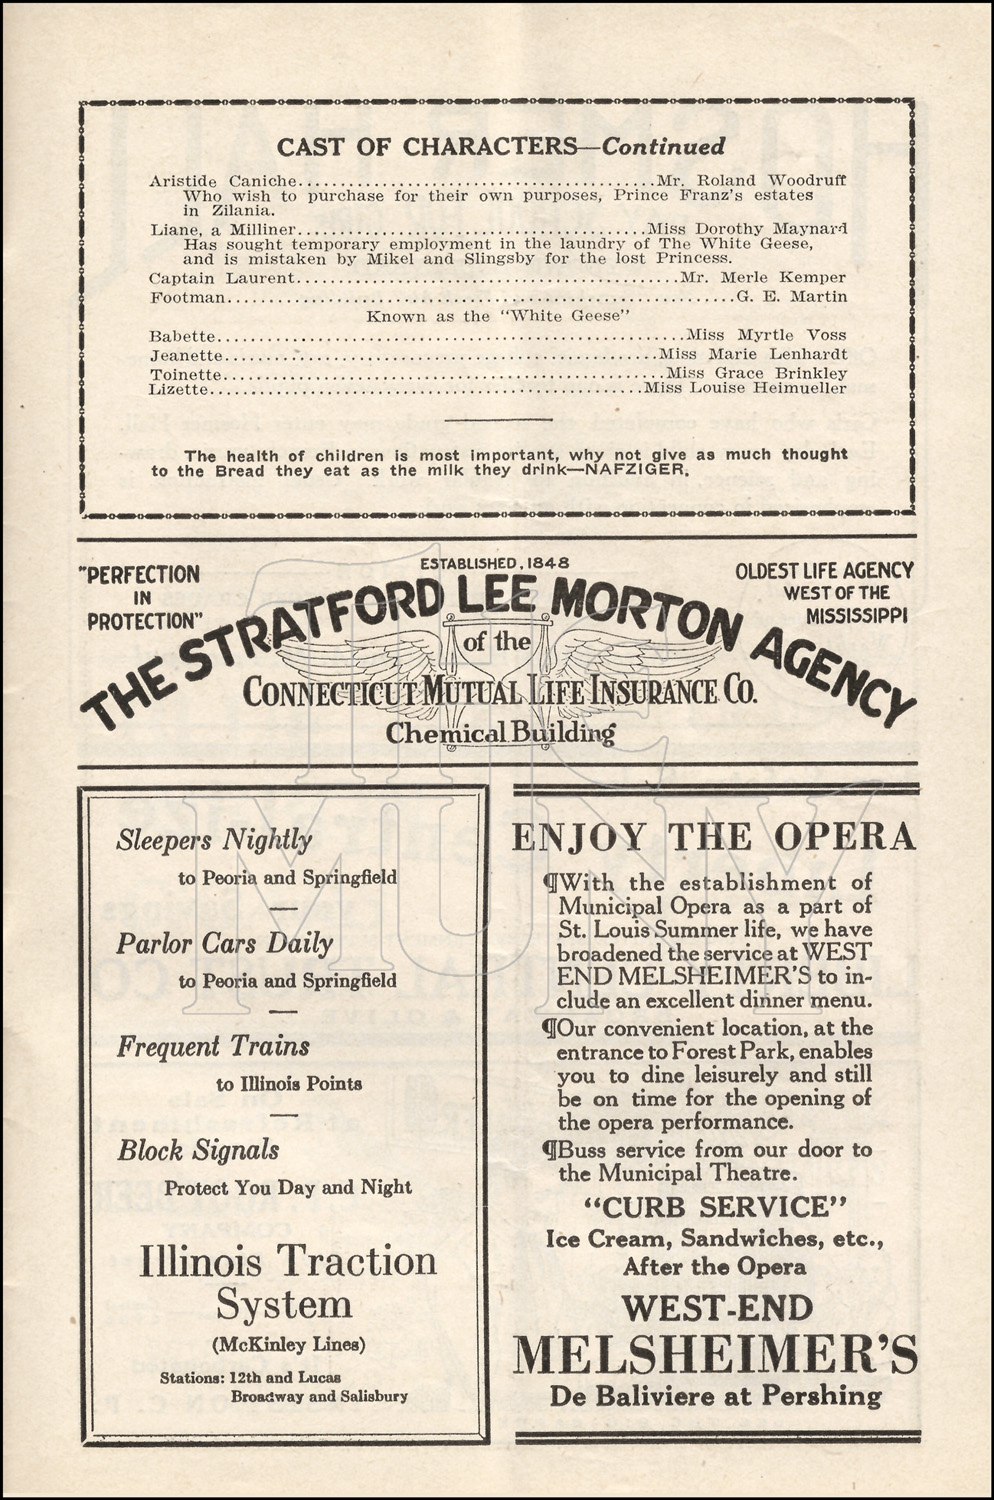 CAST OF CHARACTERS—Continued
Aristide Caniche..........................................Mr. Roland Woodruff
Who wish to purchase for their own purposes, Prince Franz's estates
in Zilania.
Liane, a Milliner.........................................Miss Dorothy Maynard
Has sought temporary employment in the laundry of The White Geese,
and is mistaken by Mikel and Slingsby for the lost Princess.
Captain Laurent.............................................Mr. Merle Kemper
Footman............................................................G. E. Martin
Known as the "White Geese"
Babette.......................................................Miss Myrtle Voss
Jeanette...................................................Miss Marie Lenhardt
Toinette....................................................Miss Grace Brinkley
Lizette...................................................Miss Louise Heimueller
The health of children is most important, why not give as much thought
to the Bread they eat as the milk they drink—NAFZIGER.
"PERFECTION
IN
PROTECTION"
ESTABLISHED, 1848
OLDEST LIFE AGENCY
WEST OF THE
MISSISSIPPI
THE STRATFORD LEE MORTON AGENCY
of the
CONNECTICUT MUTUAL LIFE INSURANCE CO.
Chemical Building
THE
MUNY
Sleepers Nightly
to Peoria and Springfield
Parlor Cars Daily
to Peoria and Springfield
Frequent Trains
to Illinois Points
Block Signals
Protect You Day and Night
Illinois Traction
System
(McKinley Lines)
Stations: 12th and Lucas
Broadway and Salisbury
ENJOY THE OPERA
¶With the establishment of
Municipal Opera as a part of
St. Louis Summer life, we have
broadened the service at WEST
END MELSHEIMER'S to in-
clude an excellent dinner menu.
¶Our convenient location, at the
entrance to Forest Park, enables
you to dine leisurely and still
be on time for the opening of
the opera performance.
¶Buss service from our door to
the Municipal Theatre.
"CURB SERVICE"
Ice Cream, Sandwiches, etc.,
After the Opera
WEST-END
MELSHEIMER'S
De Baliviere at Pershing